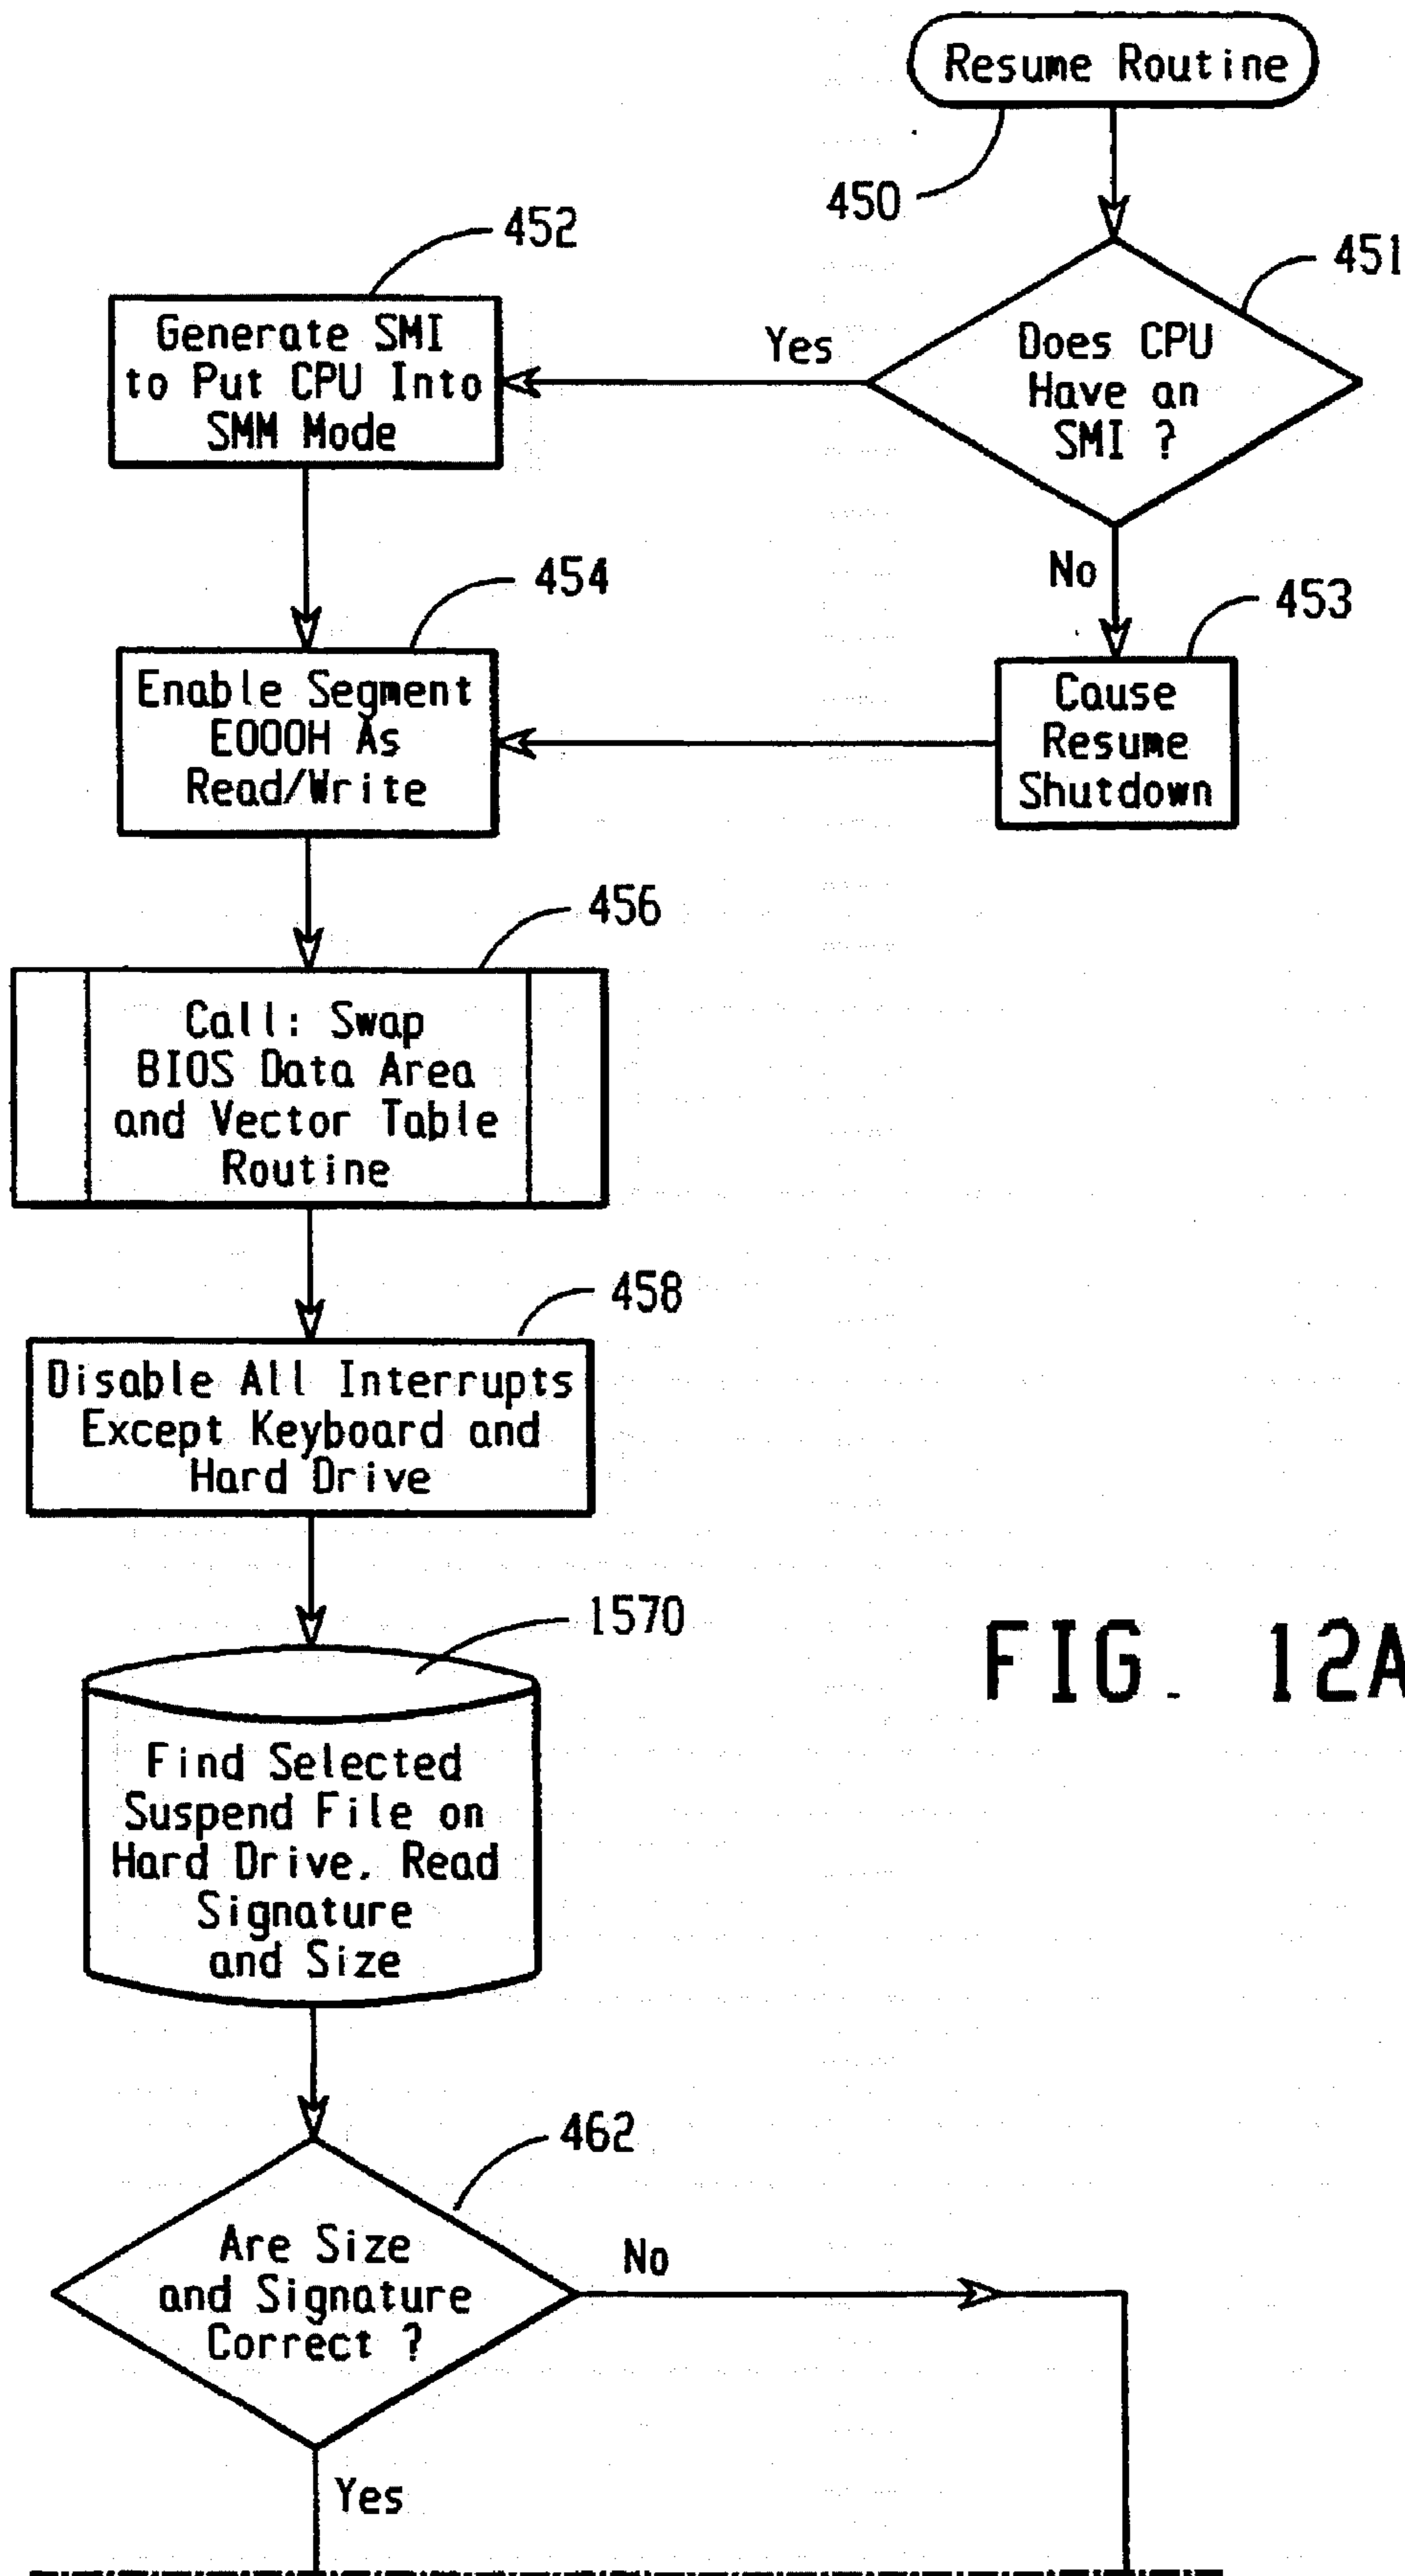 Resume Routine
450
451
Does CPU
Have an
SMI ?
Yes
No
452
Generate SMI
to Put CPU Into
SMM Mode
453
Cause
Resume
Shutdown
454
Enable Segment
E000H As
Read/Write
456
Call: Swap
BIOS Data Area
and Vector Table
Routine
458
Disable All Interrupts
Except Keyboard and
Hard Drive
1570
Find Selected
Suspend File on
Hard Drive. Read
Signature
and Size
FIG. 12A
462
Are Size
and Signature
Correct ?
No
Yes